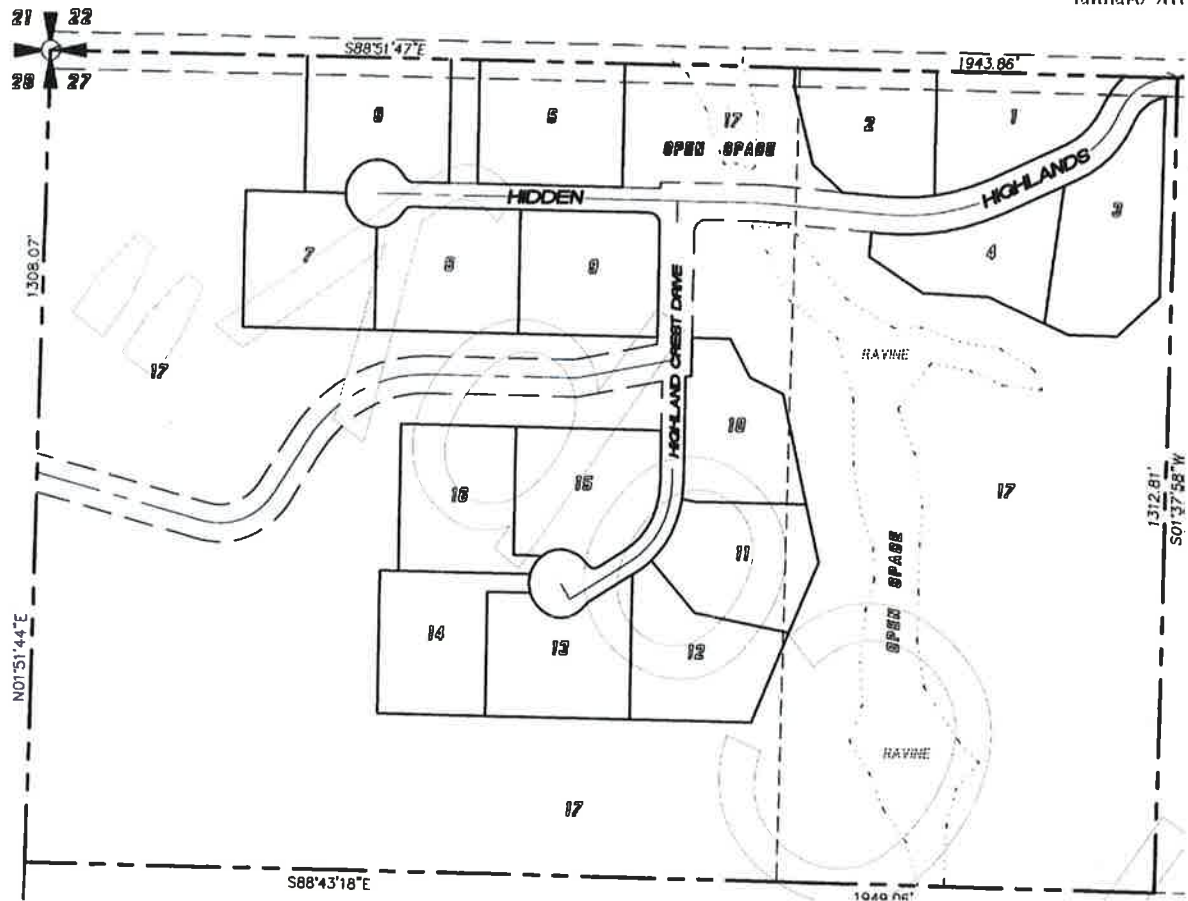 21 22
28 27
S88°51'47"E
1943.86'
6
5
17
OPEN SPACE
2
1
HIDDEN
HIGHLANDS
3
7
8
9
4
1308.07'
HIGHLAND CREST DRIVE
RAVINE
17
10
16
15
17
1312.81'
S01°37'58"W
11
OPEN SPACE
N01°51'44"E
14
13
12
RAVINE
17
S88°43'18"E
1949.06'